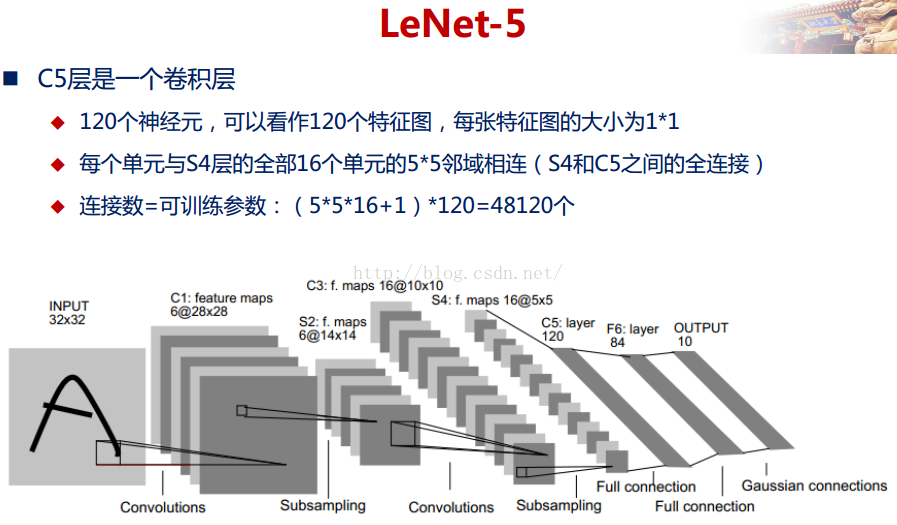 LeNet-5
C5层是一个卷积层
120个神经元，可以看作120个特征图，每张特征图的大小为1*1
每个单元与S4层的全部16个单元的5*5邻域相连（S4和C5之间的全连接）
连接数=可训练参数：（5*5*16+1）*120=48120个
http://blog.csdn.net/
INPUT
32x32
C1: feature maps
6@28x28
S2: f. maps
6@14x14
C3: f. maps 16@10x10
S4: f. maps 16@5x5
C5: layer
120
F6: layer
84
OUTPUT
10
Convolutions
Subsampling
Convolutions
Subsampling
Full connection
Full connection
Gaussian connections